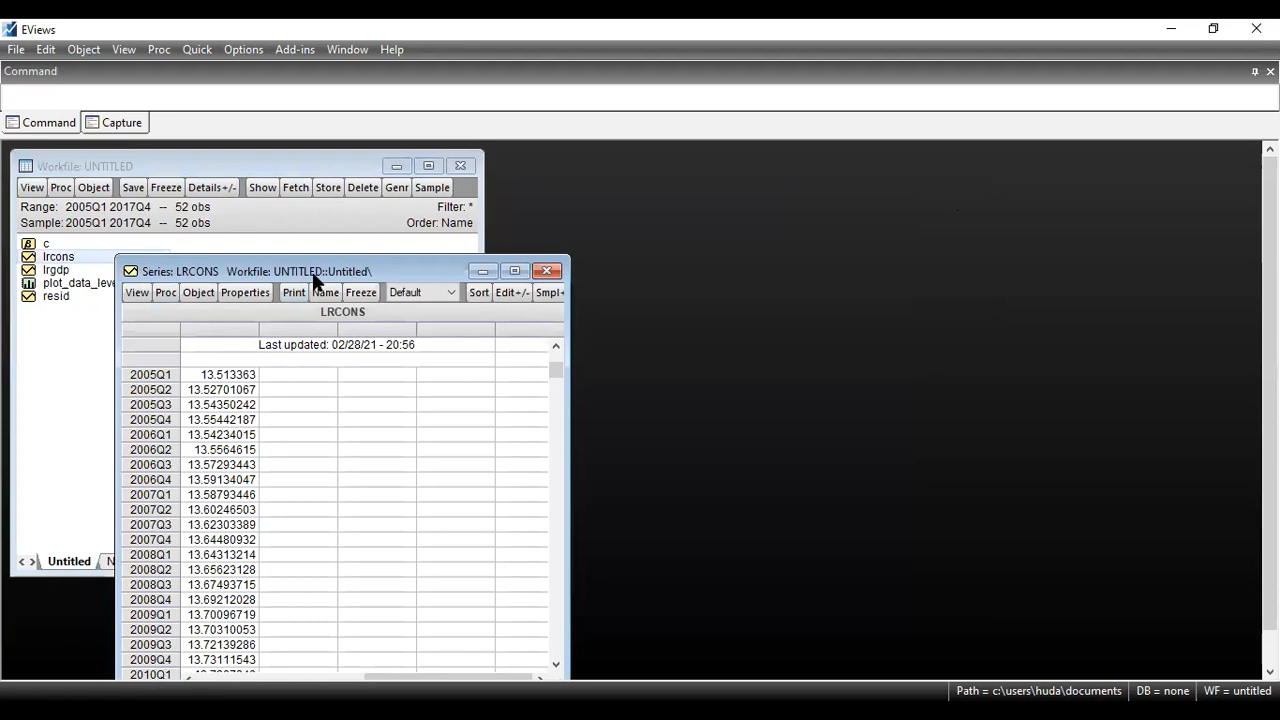 EViews
File Edit Object View Proc Quick Options Add-ins Window Help
Command
Command Capture
Workfile: UNTITLED
View Proc Object Save Freeze Details+/- Show Fetch Store Delete Genr Sample
Range: 2005Q1 2017Q4 -- 52 obs Filter: *
Sample: 2005Q1 2017Q4 -- 52 obs Order: Name
c
lrcons
lrgdp
plot_data_leve
resid
Untitled
Series: LRCONS Workfile: UNTITLED::Untitled\
View Proc Object Properties Print Name Freeze Default Sort Edit+/- Smpl+
LRCONS
Last updated: 02/28/21 - 20:56
2005Q1 13.513363
2005Q2 13.52701067
2005Q3 13.54350242
2005Q4 13.55442187
2006Q1 13.54234015
2006Q2 13.5564615
2006Q3 13.57293443
2006Q4 13.59134047
2007Q1 13.58793446
2007Q2 13.60246503
2007Q3 13.62303389
2007Q4 13.64480932
2008Q1 13.64313214
2008Q2 13.65623128
2008Q3 13.67493715
2008Q4 13.69212028
2009Q1 13.70096719
2009Q2 13.70310053
2009Q3 13.72139286
2009Q4 13.73111543
2010Q1
Path = c:\users\huda\documents DB = none WF = untitled